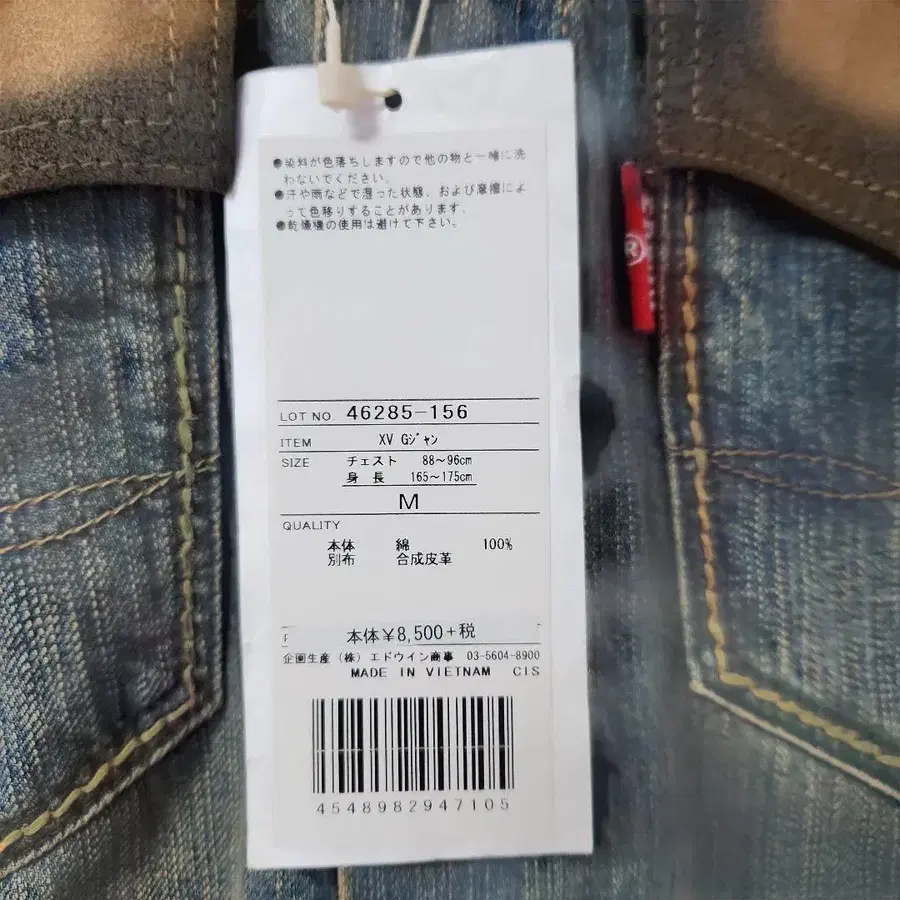 ●染料が色落ちしますので他の物と一緒に洗
わないでください。
●汗や雨などで湿った状態、および摩擦によ
って色移りすることがあります。
●乾燥機の使用は避けて下さい。
LOT NO. 46285-156
ITEM XV Gジャン
SIZE チェスト 88～96cm
身長 165～175cm
M
QUALITY
本体 綿 100%
別布 合成皮革
本体¥8,500+税
企画生産（株）エドウイン商事 03-5604-8900
MADE IN VIETNAM CIS
4548982947105
®